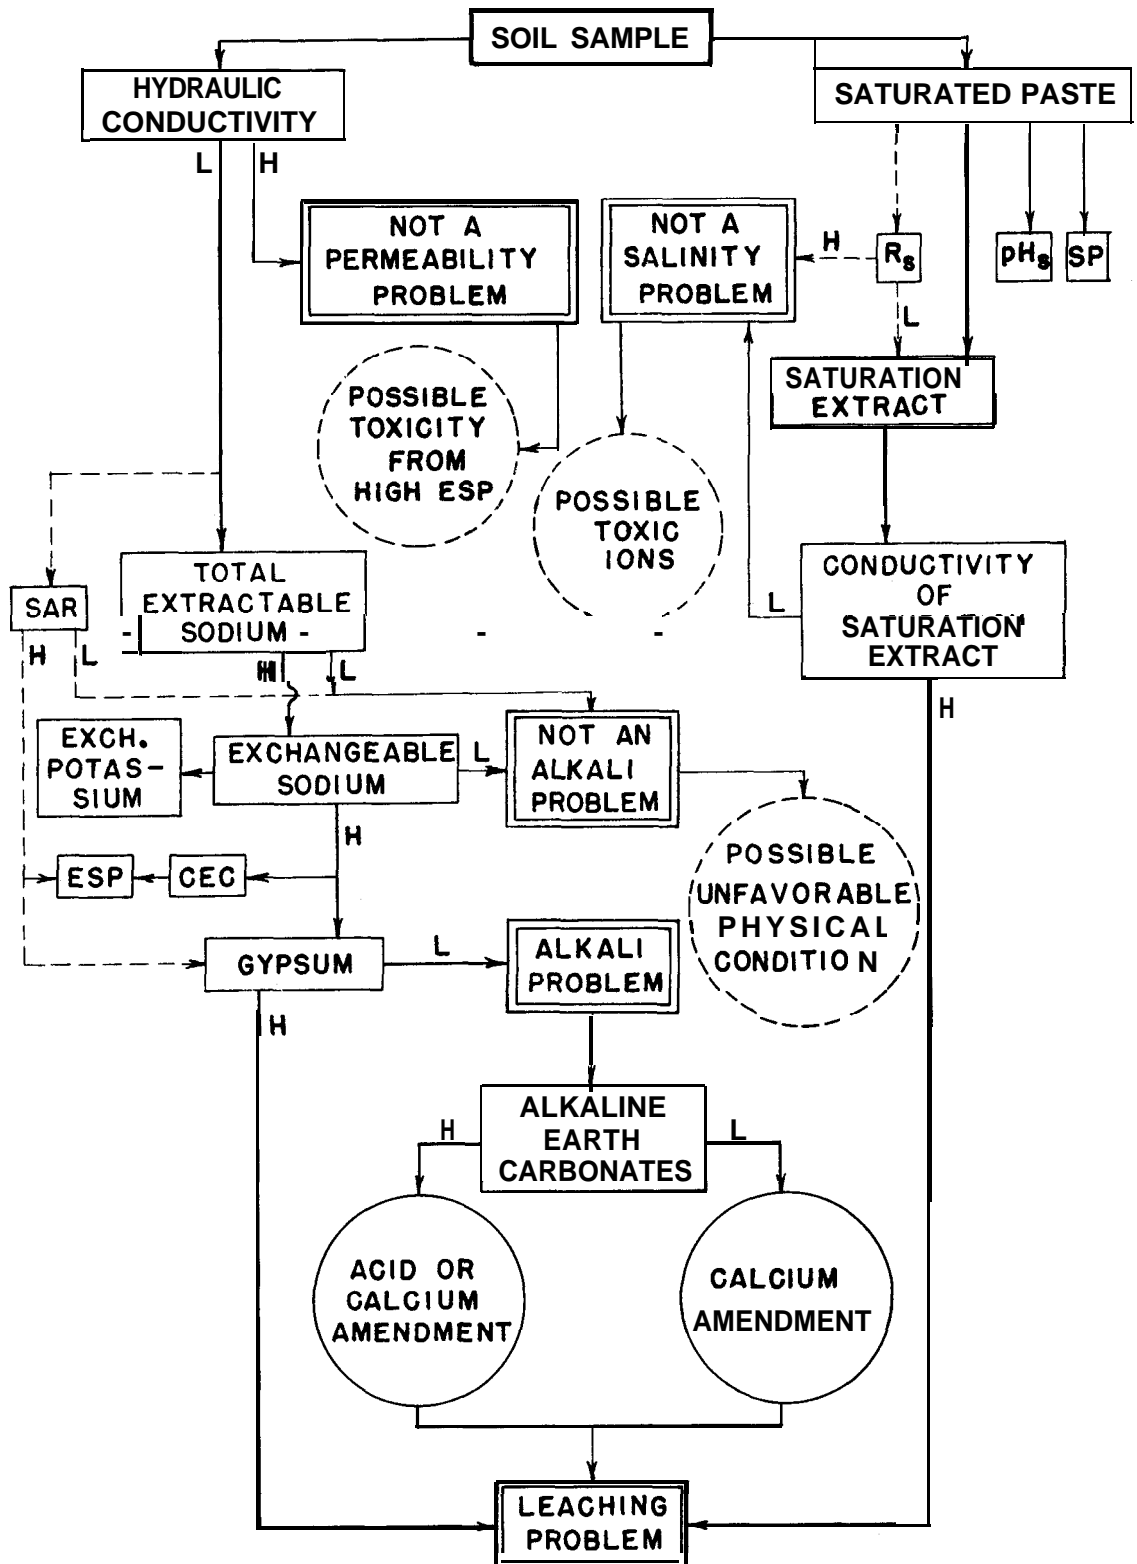 SOIL SAMPLE
HYDRAULIC
CONDUCTIVITY
SATURATED PASTE
L
H
NOT A
PERMEABILITY
PROBLEM
NOT A
SALINITY
PROBLEM
H
Rs
pHs
SP
L
SATURATION
EXTRACT
POSSIBLE
TOXICITY
FROM
HIGH ESP
POSSIBLE
TOXIC
IONS
CONDUCTIVITY
OF
SATURATION
EXTRACT
L
H
TOTAL
EXTRACTABLE
SODIUM
SAR
H
L
H
L
EXCH.
POTAS-
SIUM
EXCHANGEABLE
SODIUM
L
NOT AN
ALKALI
PROBLEM
H
POSSIBLE
UNFAVORABLE
PHYSICAL
CONDITION
ESP
CEC
GYPSUM
L
ALKALI
PROBLEM
H
ALKALINE
EARTH
CARBONATES
H
L
ACID OR
CALCIUM
AMENDMENT
CALCIUM
AMENDMENT
LEACHING
PROBLEM